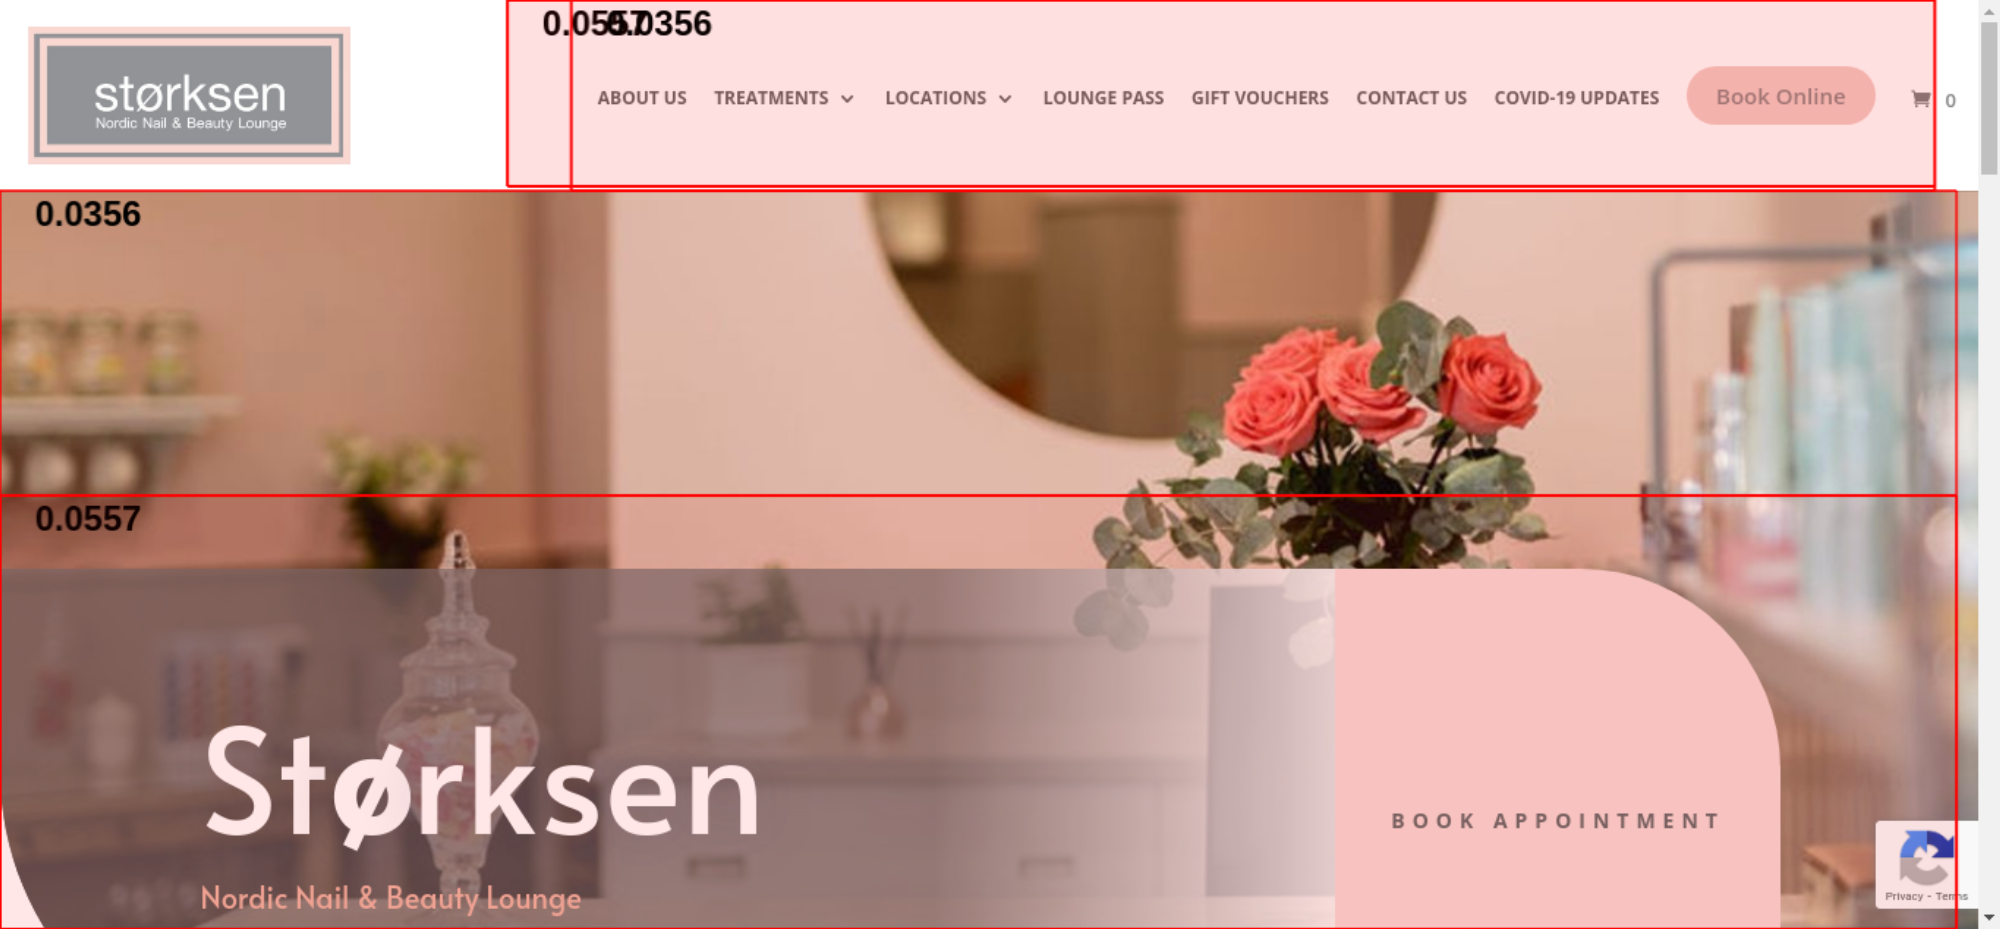 størksen
Nordic Nail & Beauty Lounge
0.0557
0.0356
ABOUT US TREATMENTS LOCATIONS LOUNGE PASS GIFT VOUCHERS CONTACT US COVID-19 UPDATES Book Online 0
0.0356
0.0557
Størksen
Nordic Nail & Beauty Lounge
BOOK APPOINTMENT
Privacy - Terms